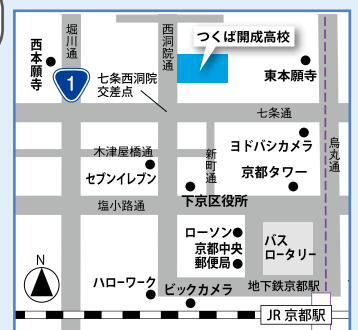 堀川通
西洞院通
つくば開成高校
西本願寺
1
七条西洞院
交差点
東本願寺
七条通
烏丸通
ヨドバシカメラ
木津屋橋通
新町通
セブンイレブン
京都タワー
下京区役所
塩小路通
ローソン
京都中央
郵便局
バス
ロータリー
N
ハローワーク
ビックカメラ
地下鉄京都駅
JR 京都駅